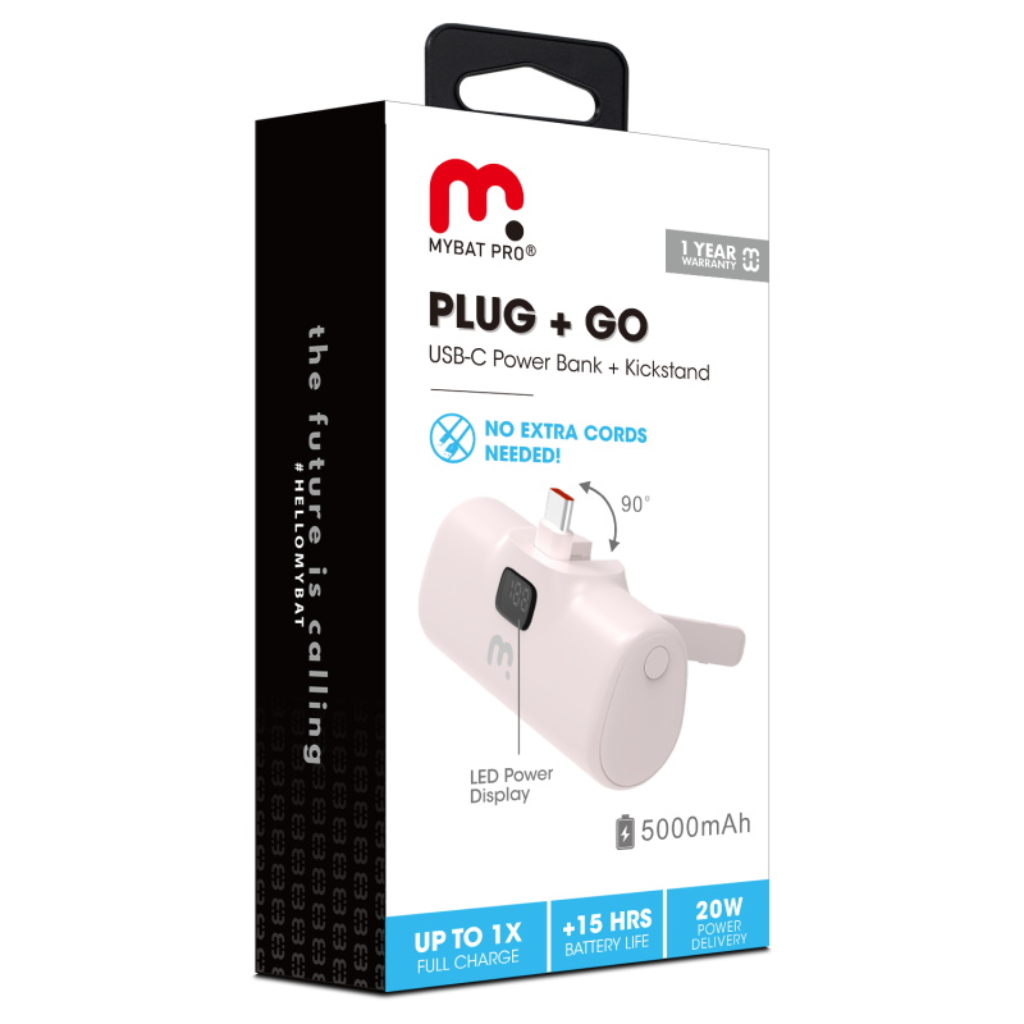 MYBAT PRO®
1 YEAR
WARRANTY
PLUG + GO
USB-C Power Bank + Kickstand
NO EXTRA CORDS
NEEDED!
90°
188
LED Power
Display
5000mAh
UP TO 1X
FULL CHARGE
+15 HRS
BATTERY LIFE
20W
POWER
DELIVERY
the future is calling
#HELLOMYBAT